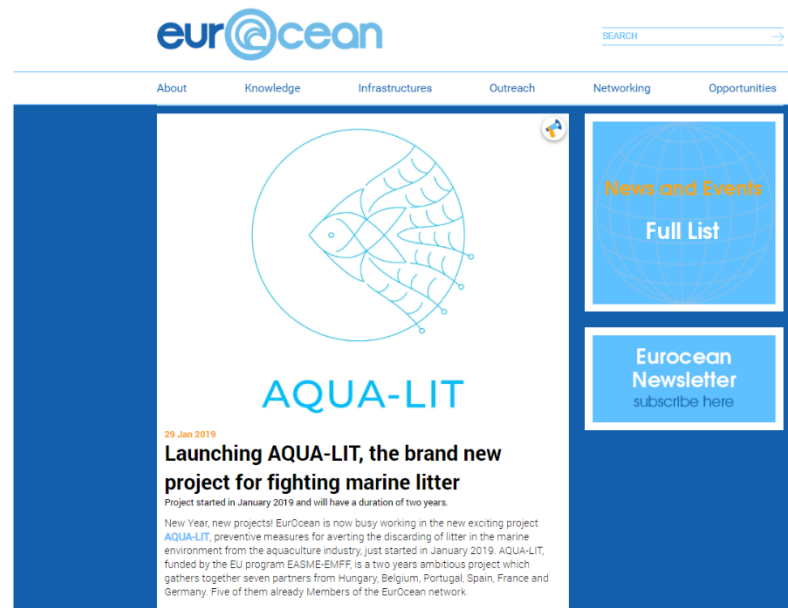 eurocean
SEARCH
About Knowledge Infrastructures Outreach Networking Opportunities
AQUA-LIT
29 Jan 2019
Launching AQUA-LIT, the brand new
project for fighting marine litter
Project started in January 2019 and will have a duration of two years.
New Year, new projects! EurOcean is now busy working in the new exciting project
AQUA-LIT, preventive measures for averting the discarding of litter in the marine
environment from the aquaculture industry, just started in January 2019. AQUA-LIT,
funded by the EU program EASME-EMFF, is a two years ambitious project which
gathers together seven partners from Hungary, Belgium, Portugal, Spain, France and
Germany. Five of them already Members of the EurOcean network.
News and Events
Full List
Eurocean
Newsletter
subscribe here